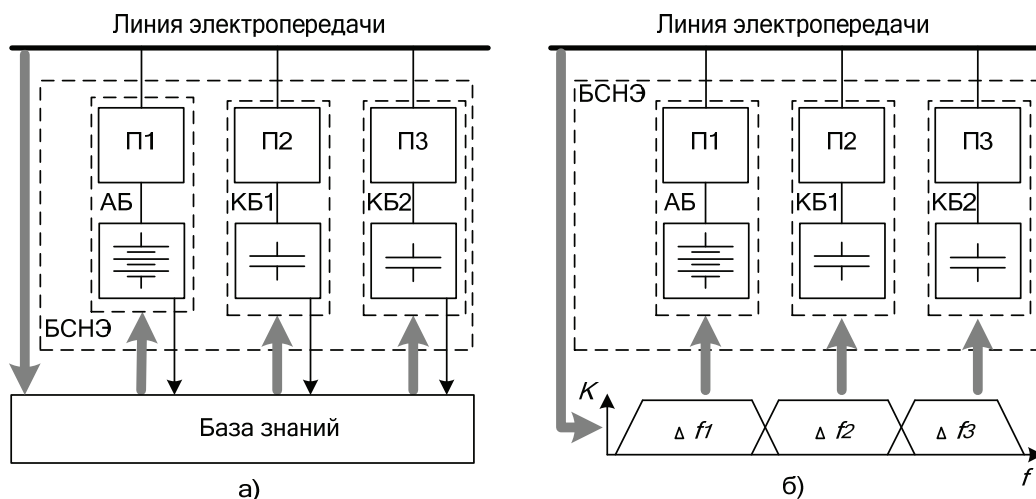 Линия электропередачи
П1
П2
П3
АБ
КБ1
КБ2
БСНЭ
База знаний
а)
Линия электропередачи
БСНЭ
П1
П2
П3
АБ
КБ1
КБ2
K
Δ f1
Δ f2
Δ f3
f
б)